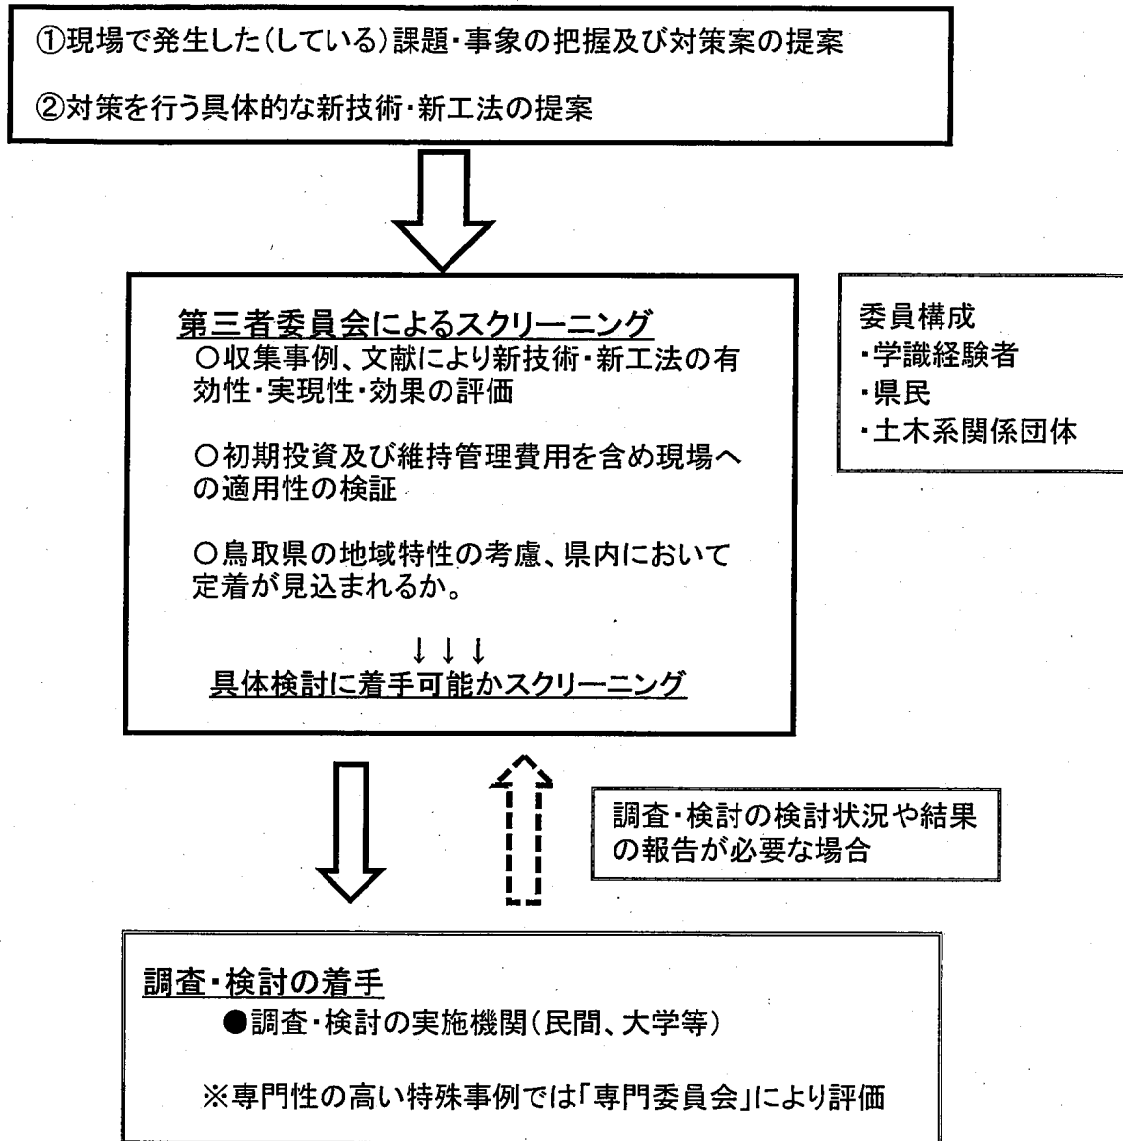 ①現場で発生した(している)課題・事象の把握及び対策案の提案
②対策を行う具体的な新技術・新工法の提案
第三者委員会によるスクリーニング
○収集事例、文献により新技術・新工法の有
効性・実現性・効果の評価
○初期投資及び維持管理費用を含め現場へ
の適用性の検証
○鳥取県の地域特性の考慮、県内において
定着が見込まれるか。
↓↓↓
具体検討に着手可能かスクリーニング
委員構成
・学識経験者
・県民
・土木系関係団体
調査・検討の検討状況や結果
の報告が必要な場合
調査・検討の着手
●調査・検討の実施機関(民間、大学等)
※専門性の高い特殊事例では「専門委員会」により評価